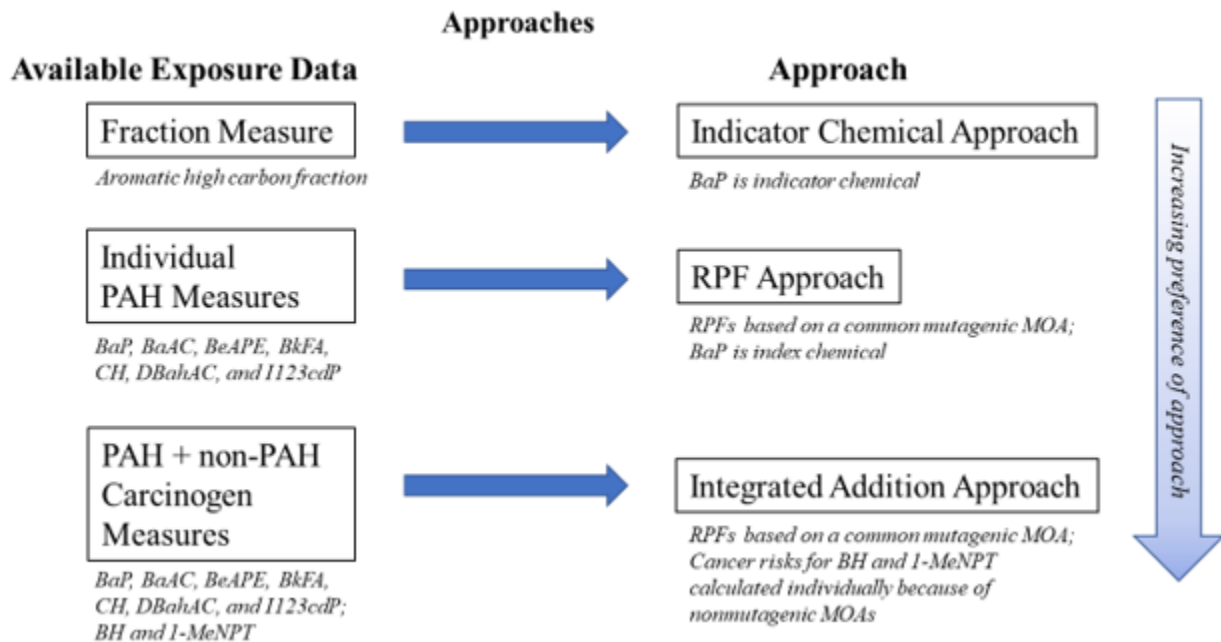 Approaches
Available Exposure Data
Approach
Fraction Measure
Indicator Chemical Approach
Aromatic high carbon fraction
BaP is indicator chemical
Individual
PAH Measures
RPF Approach
BaP, BaAC, BeAPE, BkFA,
CH, DBahAC, and I123cdP
RPFs based on a common mutagenic MOA;
BaP is index chemical
PAH + non-PAH
Carcinogen
Measures
Integrated Addition Approach
BaP, BaAC, BeAPE, BkFA,
CH, DBahAC, and I123cdP;
BH and 1-MeNPT
RPFs based on a common mutagenic MOA;
Cancer risks for BH and 1-MeNPT
calculated individually because of
nonmutagenic MOAs
Increasing preference of approach